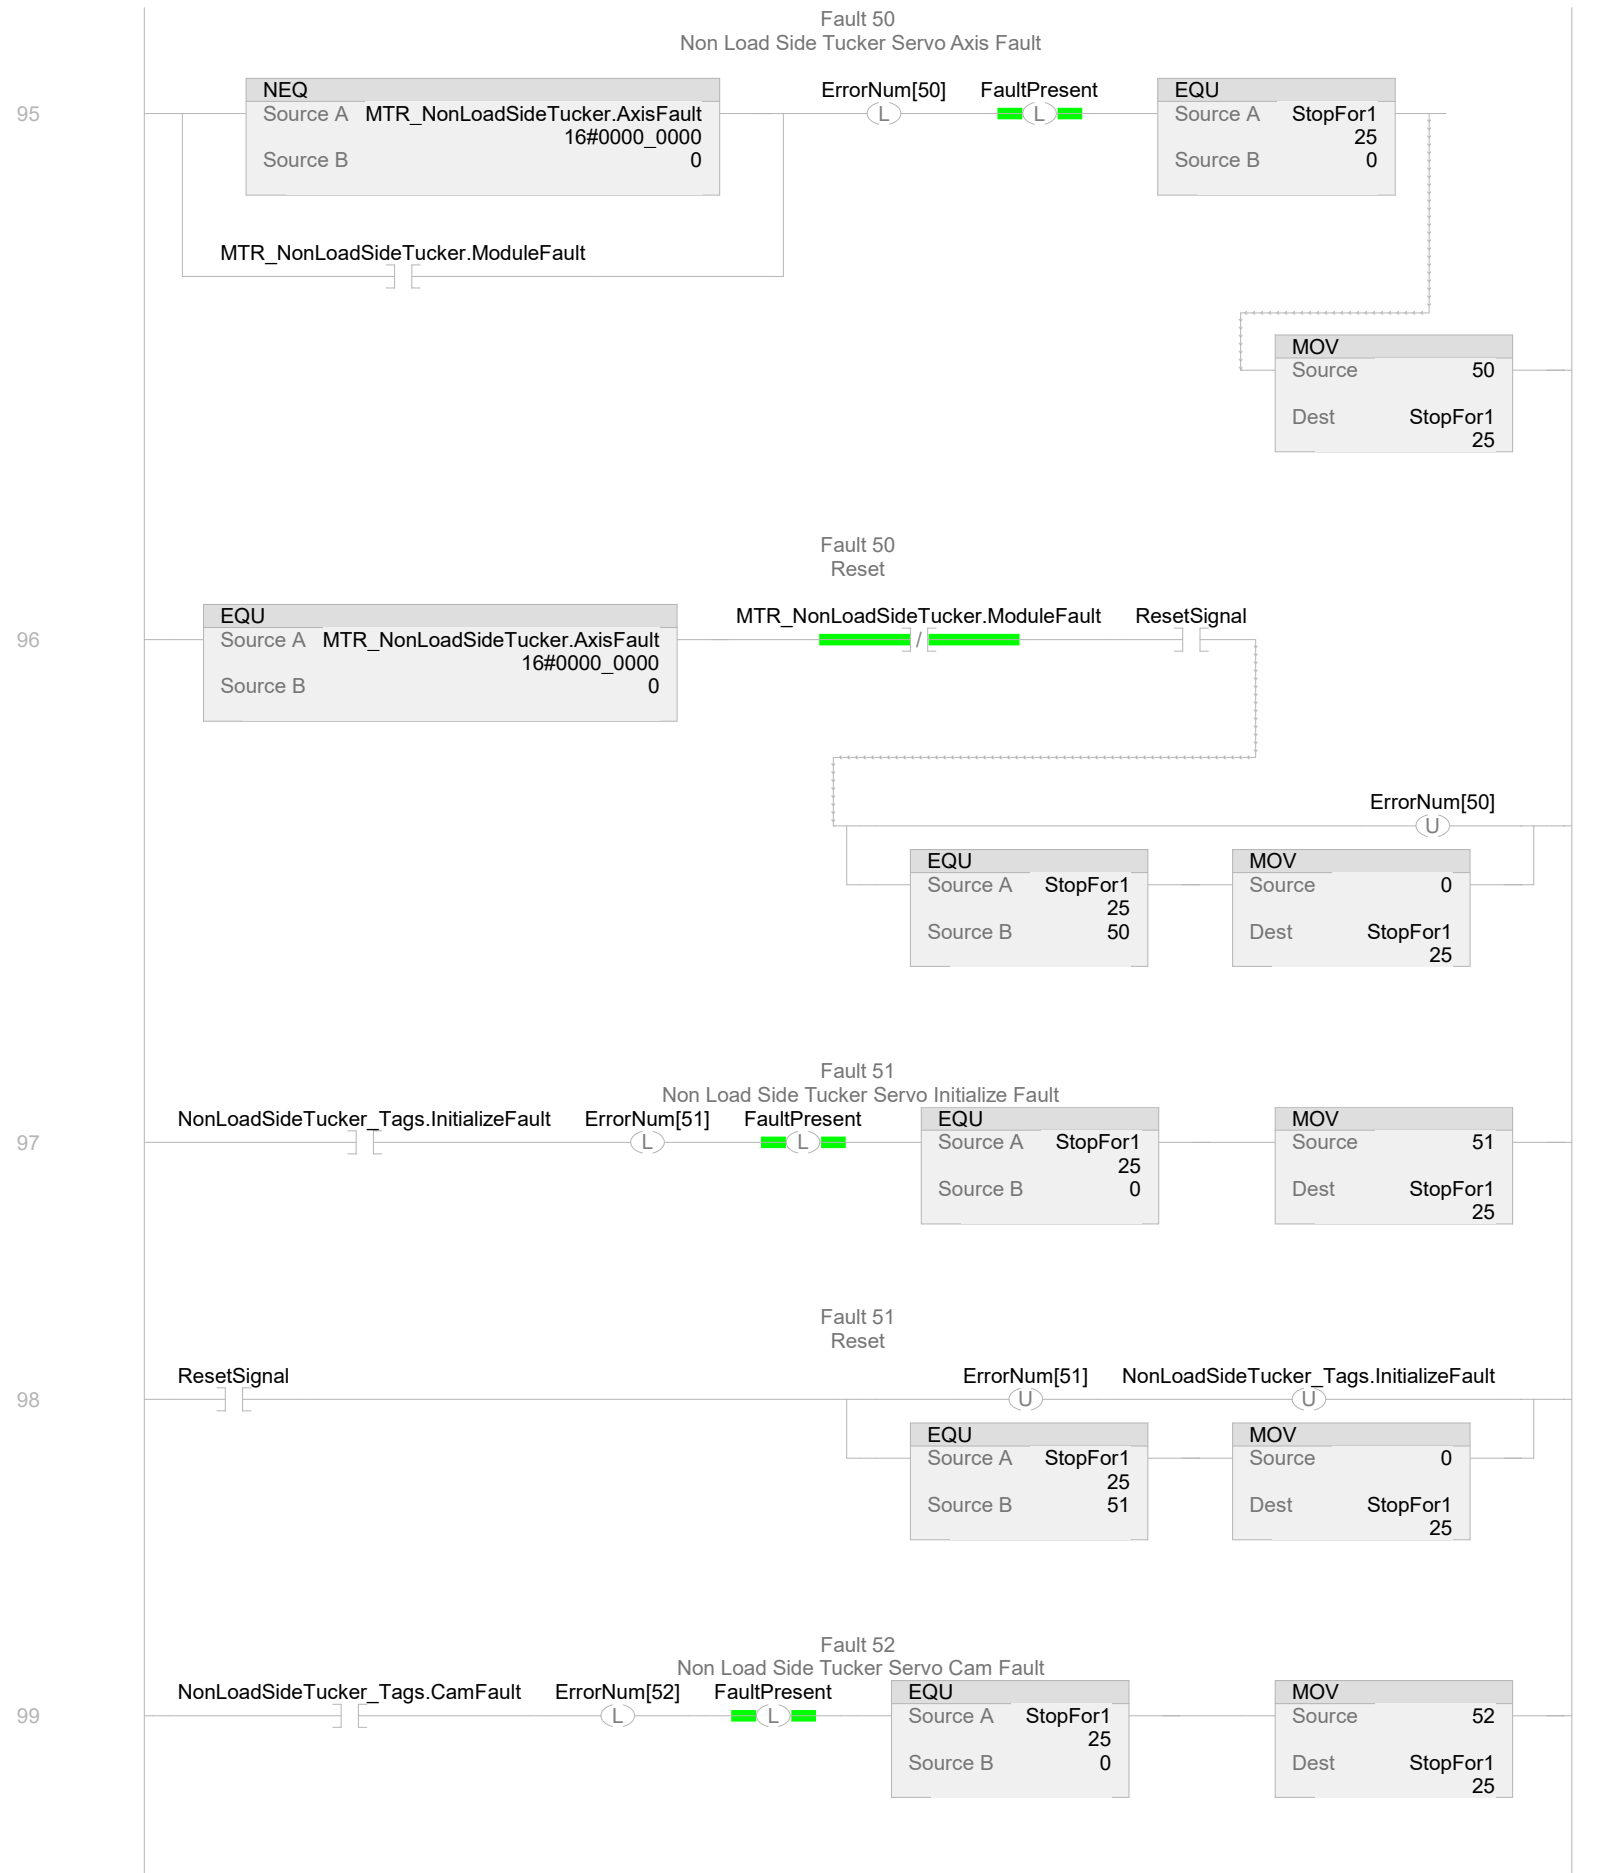 Fault 50
Non Load Side Tucker Servo Axis Fault
95
NEQ
Source A MTR_NonLoadSideTucker.AxisFault
16#0000_0000
Source B 0
ErrorNum[50]
L
FaultPresent
L
EQU
Source A StopFor1
25
Source B 0
MTR_NonLoadSideTucker.ModuleFault
MOV
Source 50
Dest StopFor1
25
Fault 50
Reset
96
EQU
Source A MTR_NonLoadSideTucker.AxisFault
16#0000_0000
Source B 0
MTR_NonLoadSideTucker.ModuleFault
/
ResetSignal
ErrorNum[50]
U
EQU
Source A StopFor1
25
Source B 50
MOV
Source 0
Dest StopFor1
25
Fault 51
Non Load Side Tucker Servo Initialize Fault
97
NonLoadSideTucker_Tags.InitializeFault
ErrorNum[51]
L
FaultPresent
L
EQU
Source A StopFor1
25
Source B 0
MOV
Source 51
Dest StopFor1
25
Fault 51
Reset
98
ResetSignal
ErrorNum[51]
U
NonLoadSideTucker_Tags.InitializeFault
U
EQU
Source A StopFor1
25
Source B 51
MOV
Source 0
Dest StopFor1
25
Fault 52
Non Load Side Tucker Servo Cam Fault
99
NonLoadSideTucker_Tags.CamFault
ErrorNum[52]
L
FaultPresent
L
EQU
Source A StopFor1
25
Source B 0
MOV
Source 52
Dest StopFor1
25